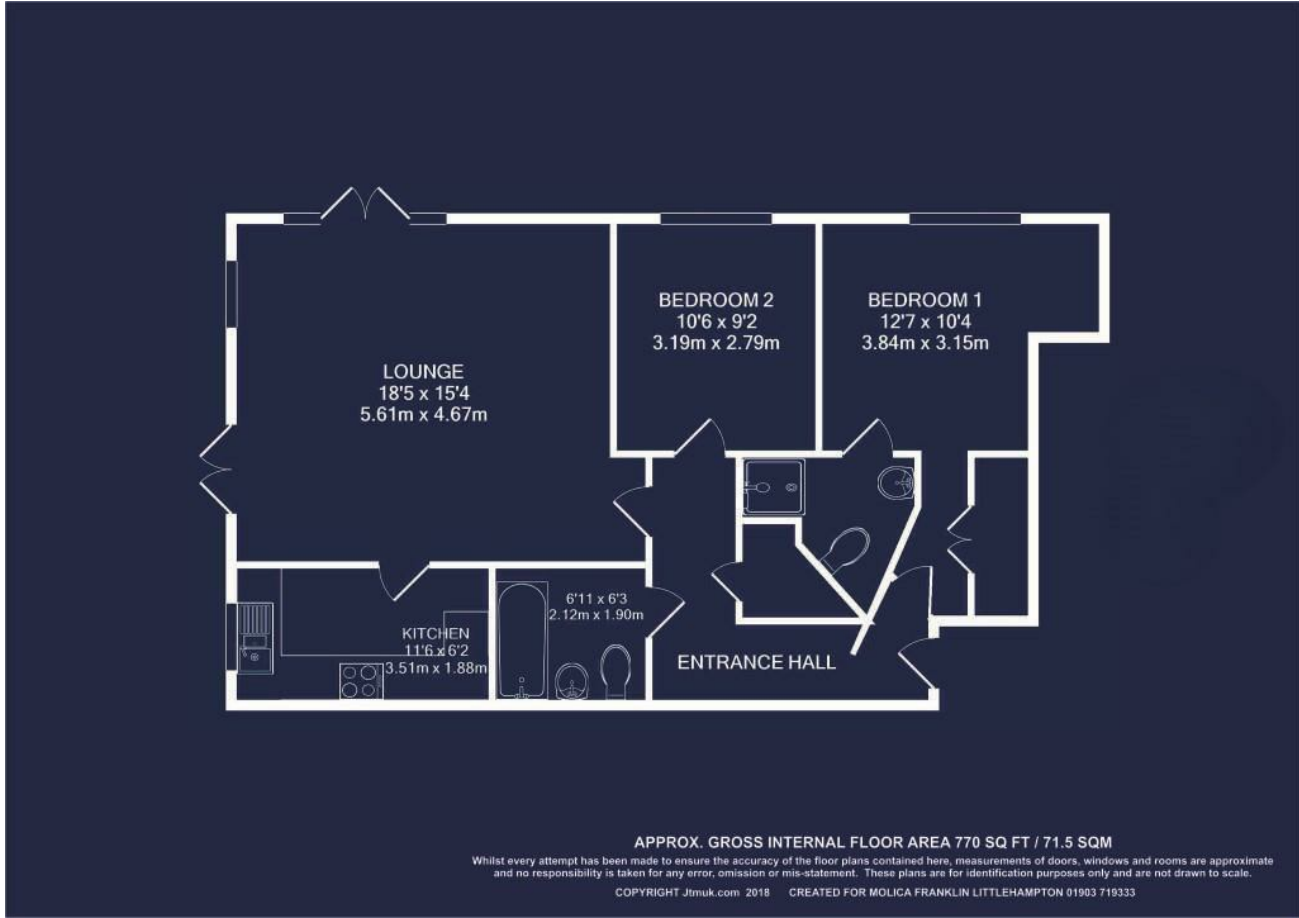 BEDROOM 2
10'6 x 9'2
3.19m x 2.79m
BEDROOM 1
12'7 x 10'4
3.84m x 3.15m
LOUNGE
18'5 x 15'4
5.61m x 4.67m
6'11 x 6'3
2.12m x 1.90m
KITCHEN
11'6 x 6'2
3.51m x 1.88m
ENTRANCE HALL
APPROX. GROSS INTERNAL FLOOR AREA 770 SQ FT / 71.5 SQM
Whilst every attempt has been made to ensure the accuracy of the floor plans contained here, measurements of doors, windows and rooms are approximate
and no responsibility is taken for any error, omission or mis-statement. These plans are for identification purposes only and are not drawn to scale.
COPYRIGHT Jtmuk.com 2018 CREATED FOR MOLICA FRANKLIN LITTLEHAMPTON 01903 719333